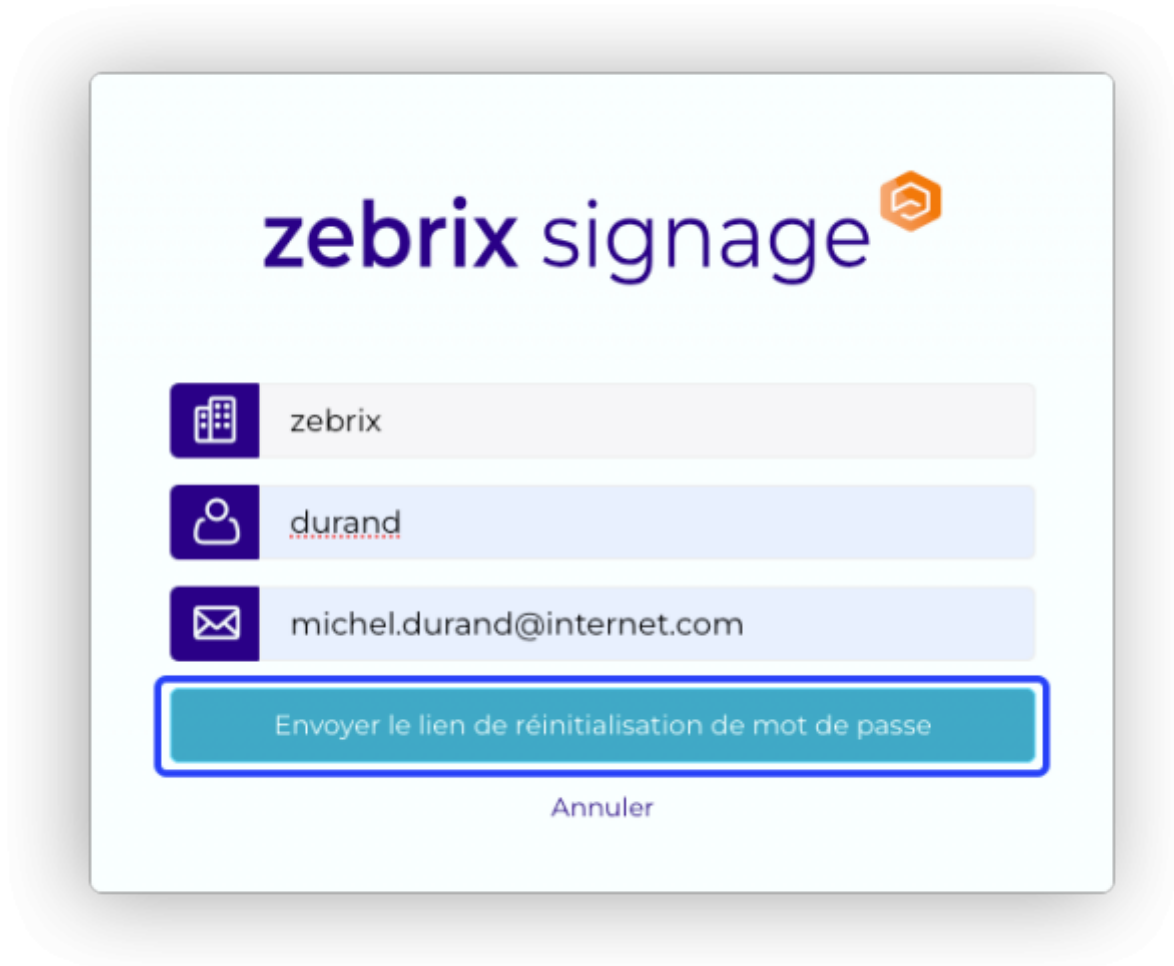 zebrix signage
zebrix
durand
michel.durand@internet.com
Envoyer le lien de réinitialisation de mot de passe
Annuler